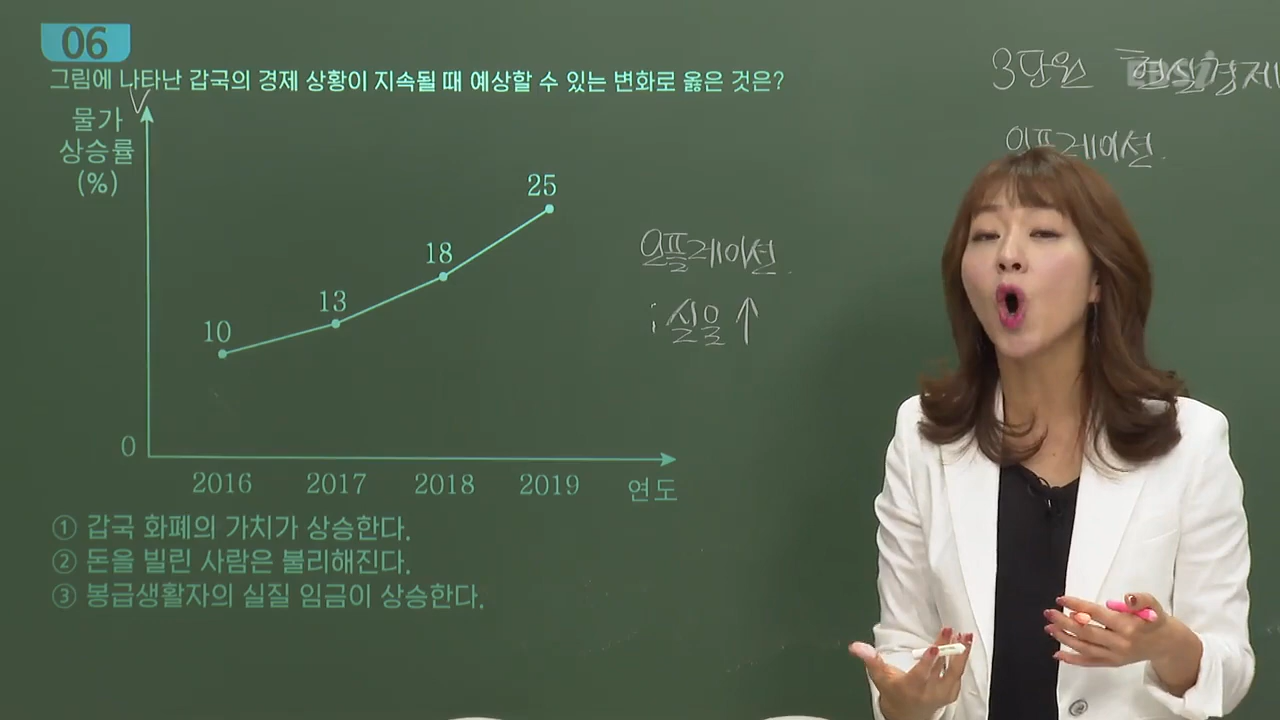 06
그림에 나타난 갑국의 경제 상황이 지속될 때 예상할 수 있는 변화로 옳은 것은?
물가
상승률
(%)
25
18
13
10
0
2016 2017 2018 2019 연도
① 갑국 화폐의 가치가 상승한다.
② 돈을 빌린 사람은 불리해진다.
③ 봉급생활자의 실질 임금이 상승한다.
인플레이션.
i 실물↑
3단원 현실경제
인플레이션.